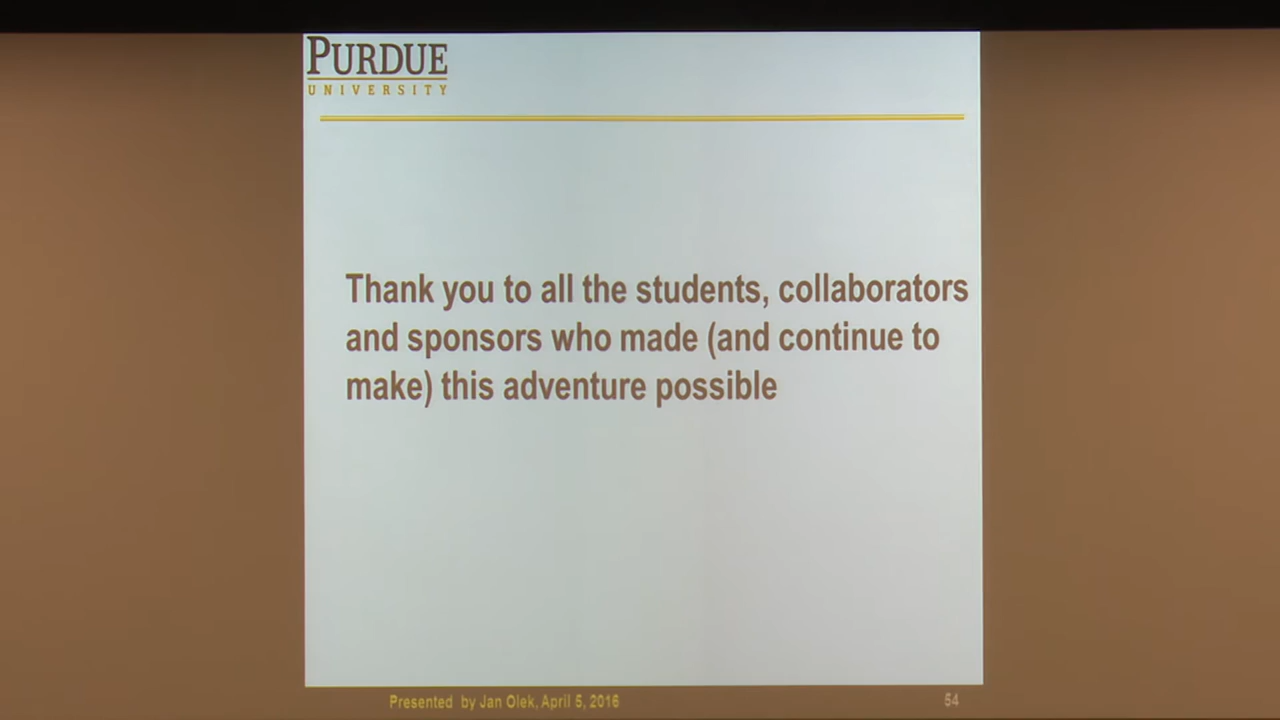 PURDUE
UNIVERSITY
Thank you to all the students, collaborators
and sponsors who made (and continue to
make) this adventure possible
Presented by Jan Olek, April 5, 2016
54